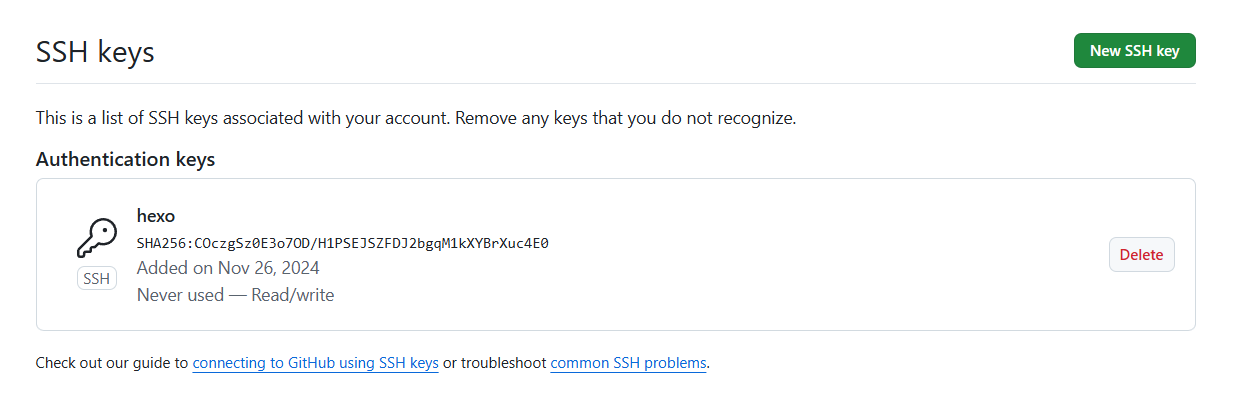 SSH keys
New SSH key
This is a list of SSH keys associated with your account. Remove any keys that you do not recognize.
Authentication keys
hexo
SHA256:COczgSz0E3o7OD/H1PSEJSZFDJ2bgqM1kXYBrXuc4E0
Added on Nov 26, 2024
Never used — Read/write
SSH
Delete
Check out our guide to connecting to GitHub using SSH keys or troubleshoot common SSH problems.